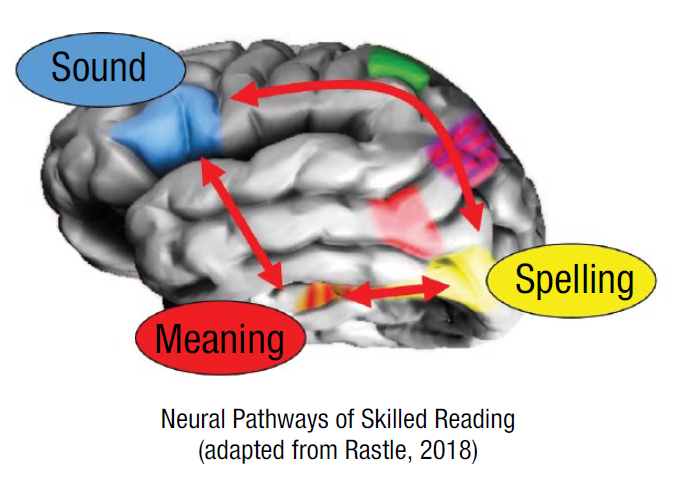 Sound
Spelling
Meaning
Neural Pathways of Skilled Reading
(adapted from Rastle, 2018)